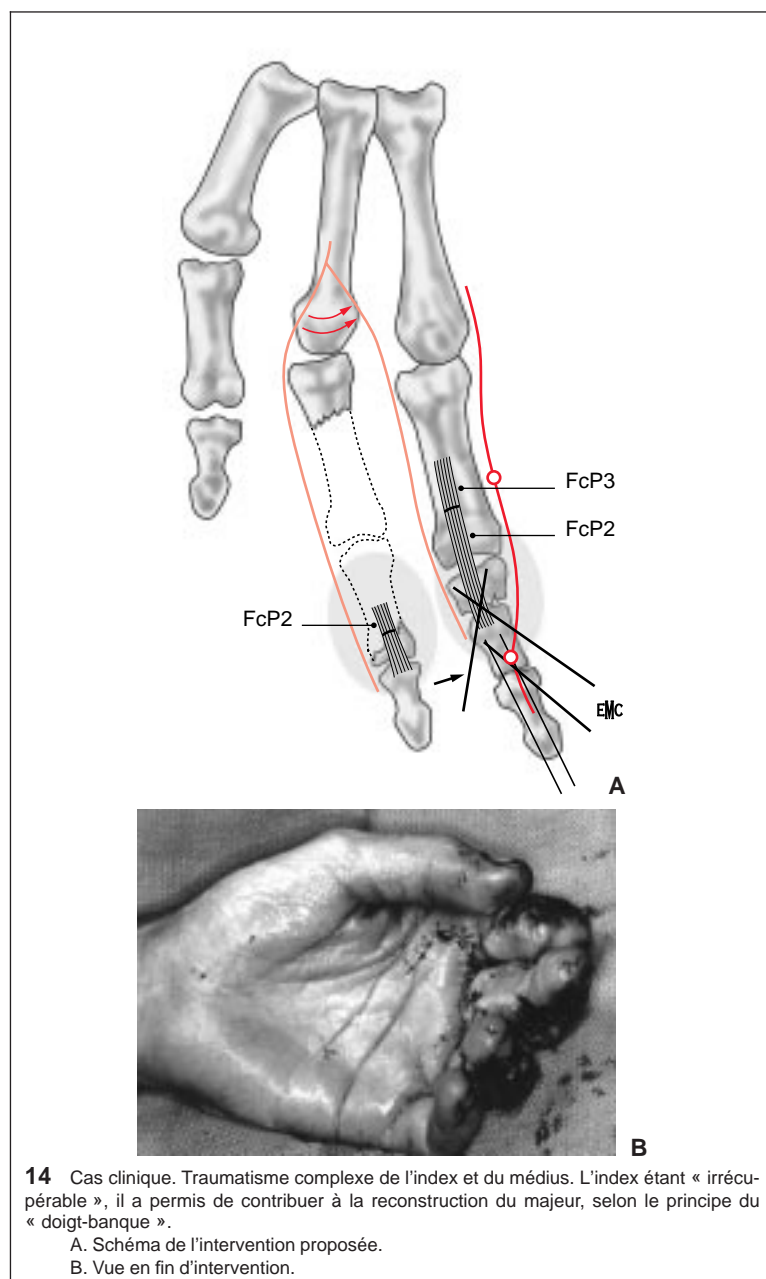 FcP3
FcP2
FcP2
EMC
A
B
14 Cas clinique. Traumatisme complexe de l'index et du médius. L'index étant « irrécu-
pérable », il a permis de contribuer à la reconstruction du majeur, selon le principe du
« doigt-banque ».
A. Schéma de l'intervention proposée.
B. Vue en fin d'intervention.